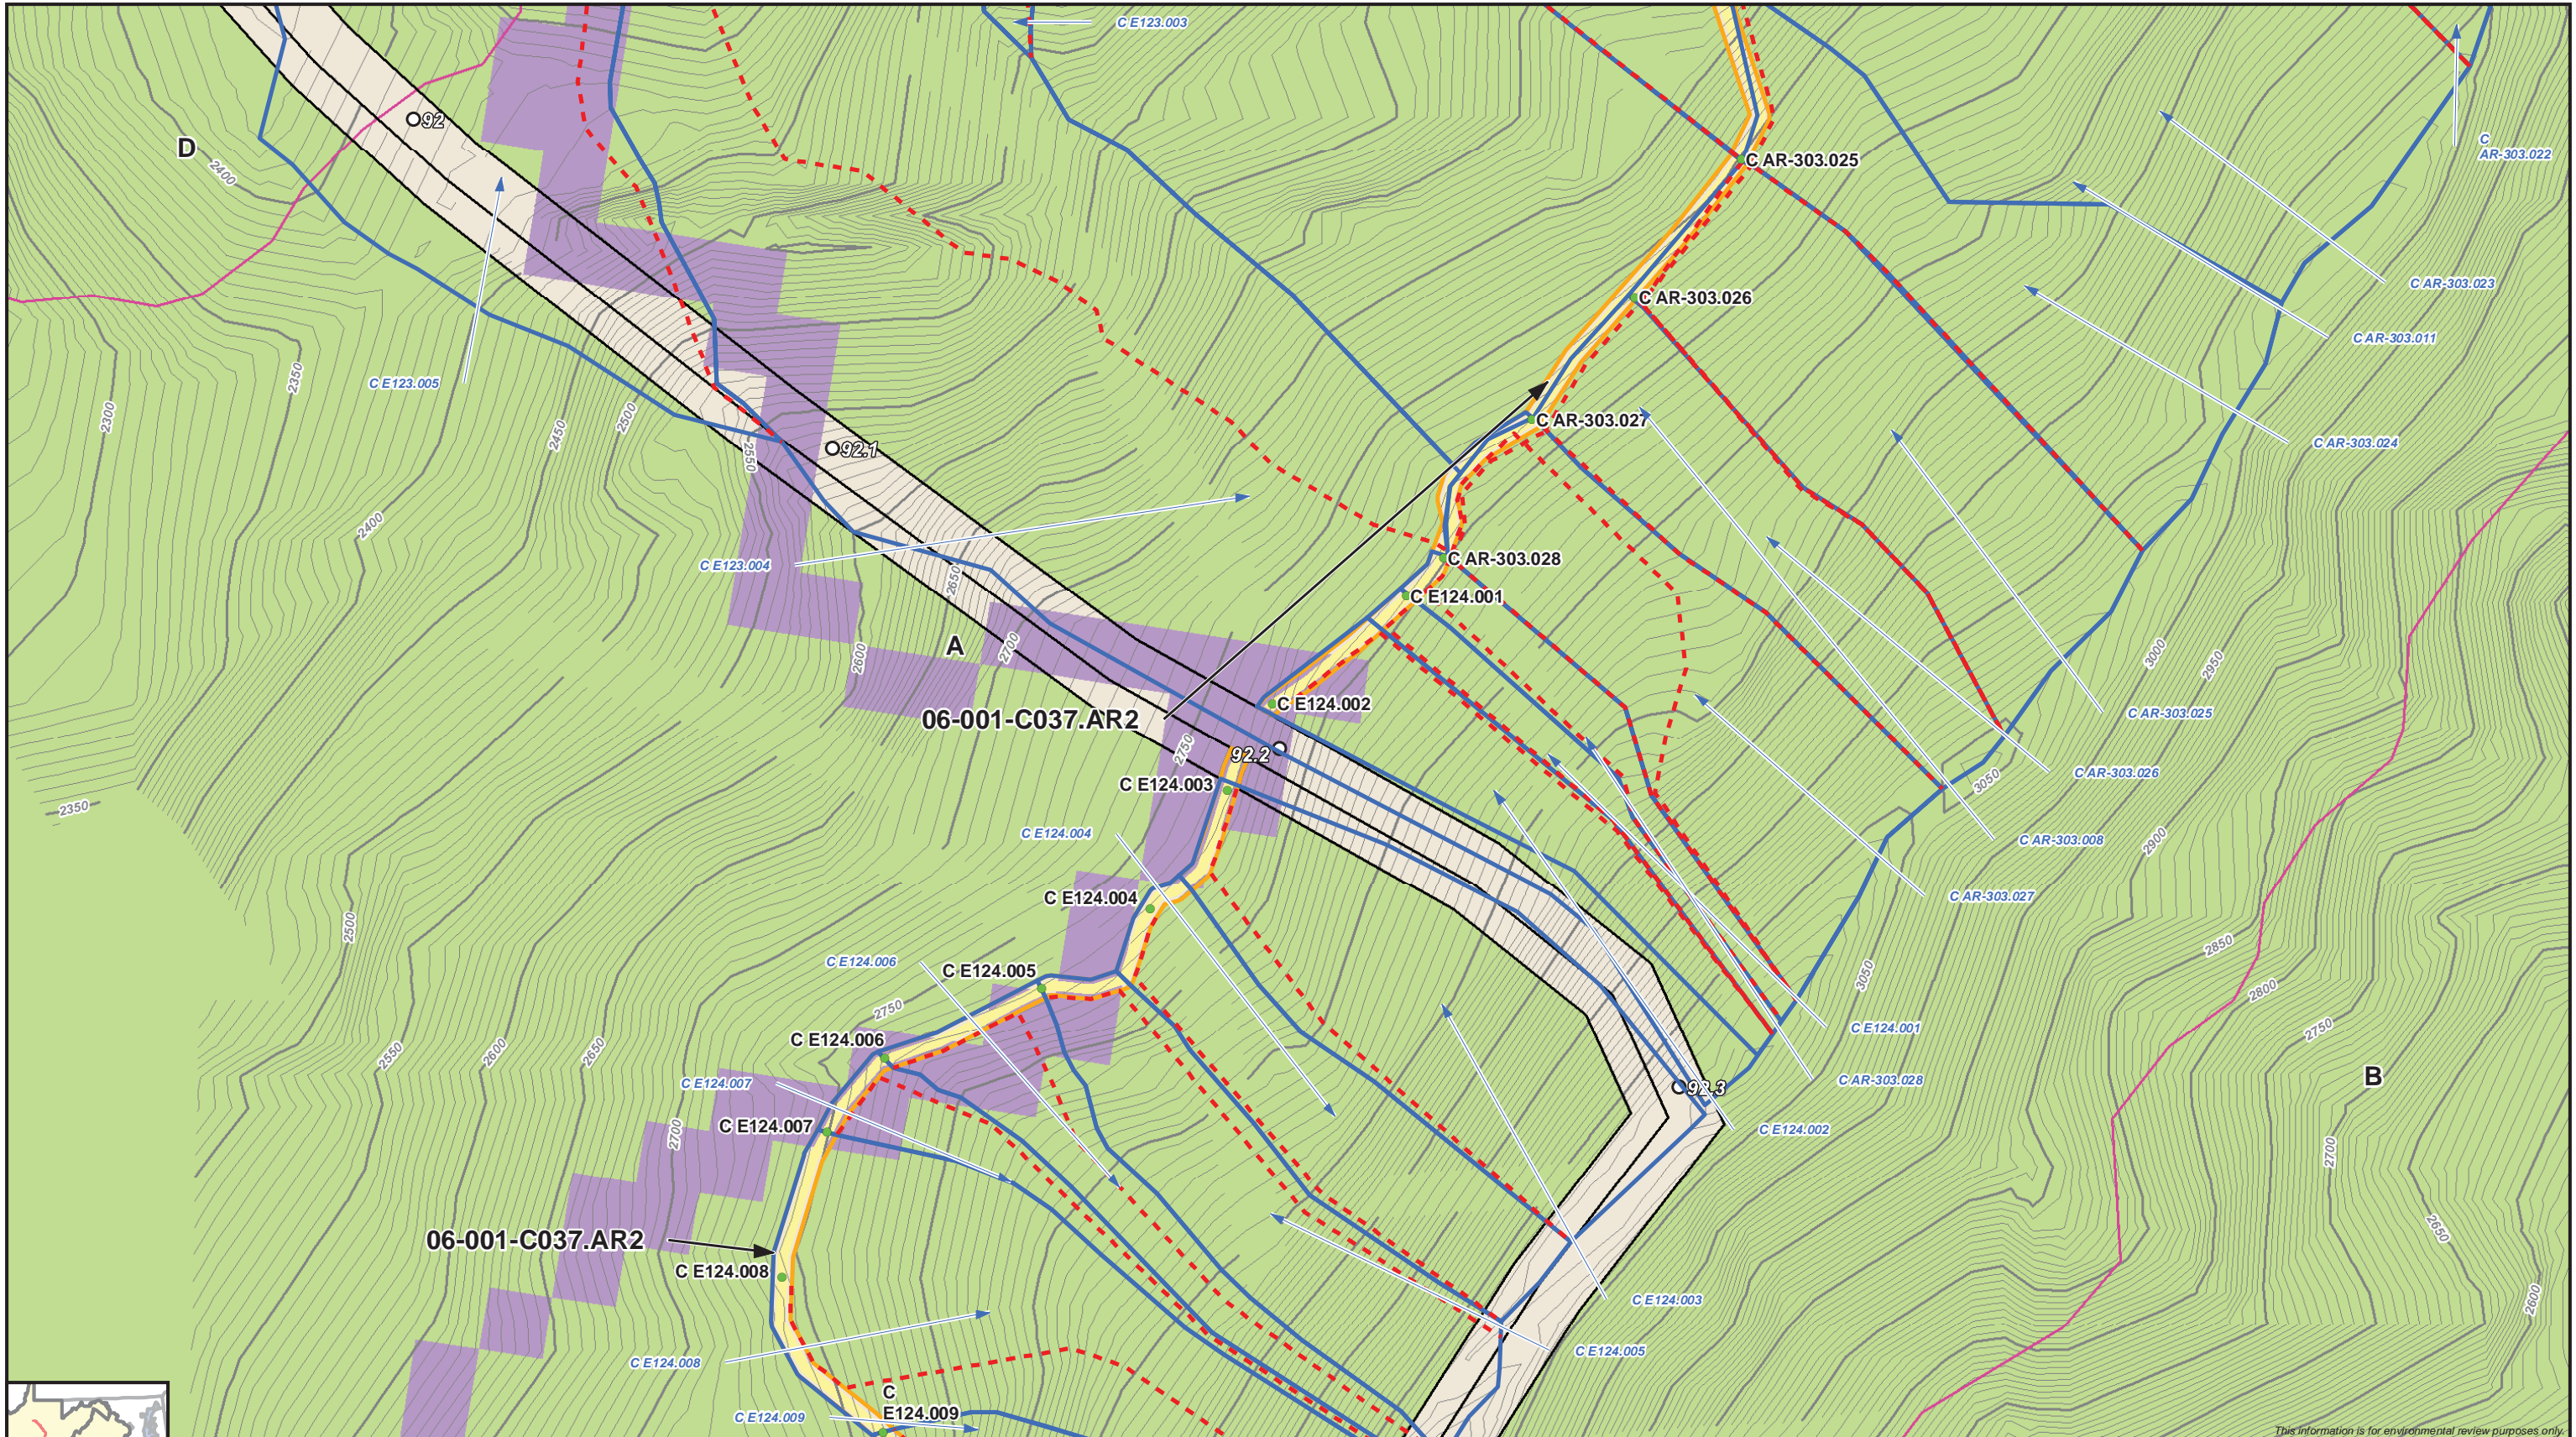 C E123.003
C
AR-303.022
92
D
2400
C AR-303.025
C AR-303.023
C AR-303.026
C AR-303.011
C E123.005
2350
2300
2450
2500
2550
92.1
C AR-303.027
C AR-303.024
2400
C E123.004
2650
C AR-303.028
C E124.001
A
2700
2600
3000
2950
C E124.002
06-001-C037.AR2
C AR-303.025
2750
92.2
C E124.003
C AR-303.026
3050
2350
C E124.004
C AR-303.008
2900
C E124.004
C AR-303.027
2500
2850
C E124.006
C E124.005
3050
2800
2750
C E124.001
2750
C E124.006
2550
2600
2650
C E124.007
C AR-303.028
B
92.3
C E124.007
2700
C E124.002
2700
2650
06-001-C037.AR2
C E124.008
C E124.003
2600
C E124.008
C E124.005
C
E124.009
C E124.009
This information is for environmental review purposes only.